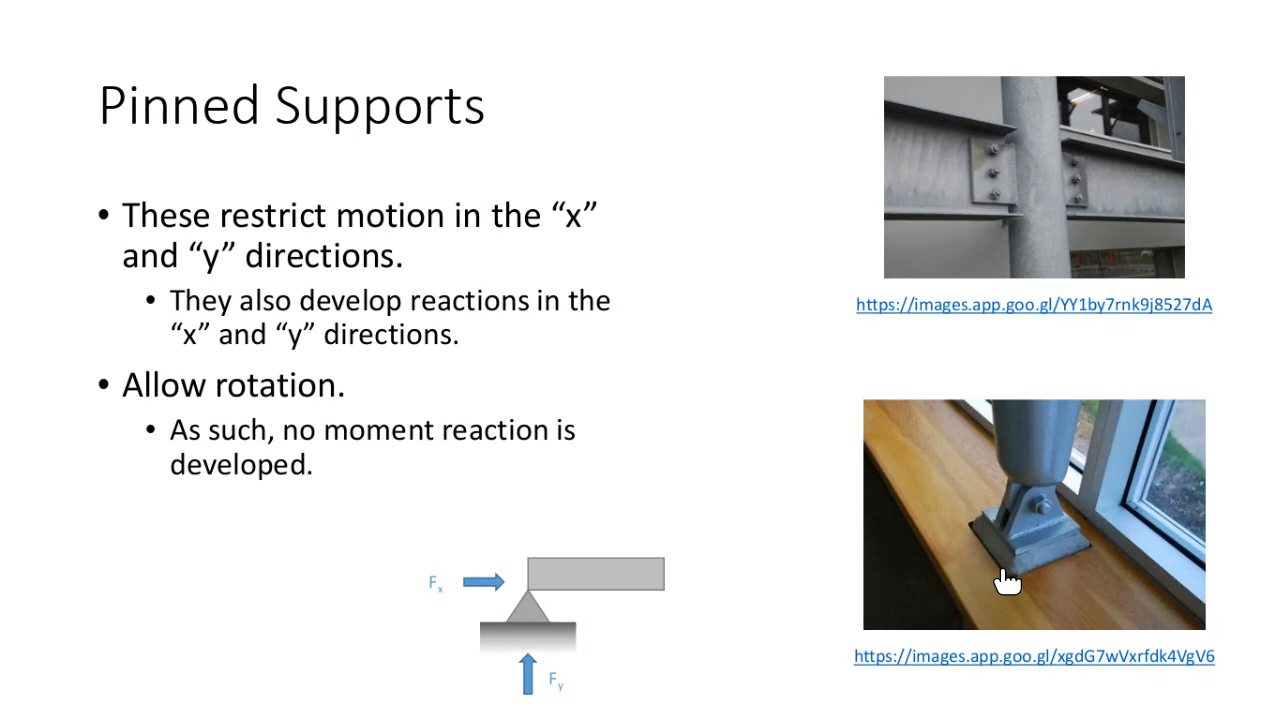 Pinned Supports
• These restrict motion in the “x”
and “y” directions.
• They also develop reactions in the
“x” and “y” directions.
• Allow rotation.
• As such, no moment reaction is
developed.
Fx
Fy
https://images.app.goo.gl/YY1by7rnk9j8527dA
https://images.app.goo.gl/xgdG7wVxrfdk4VgV6